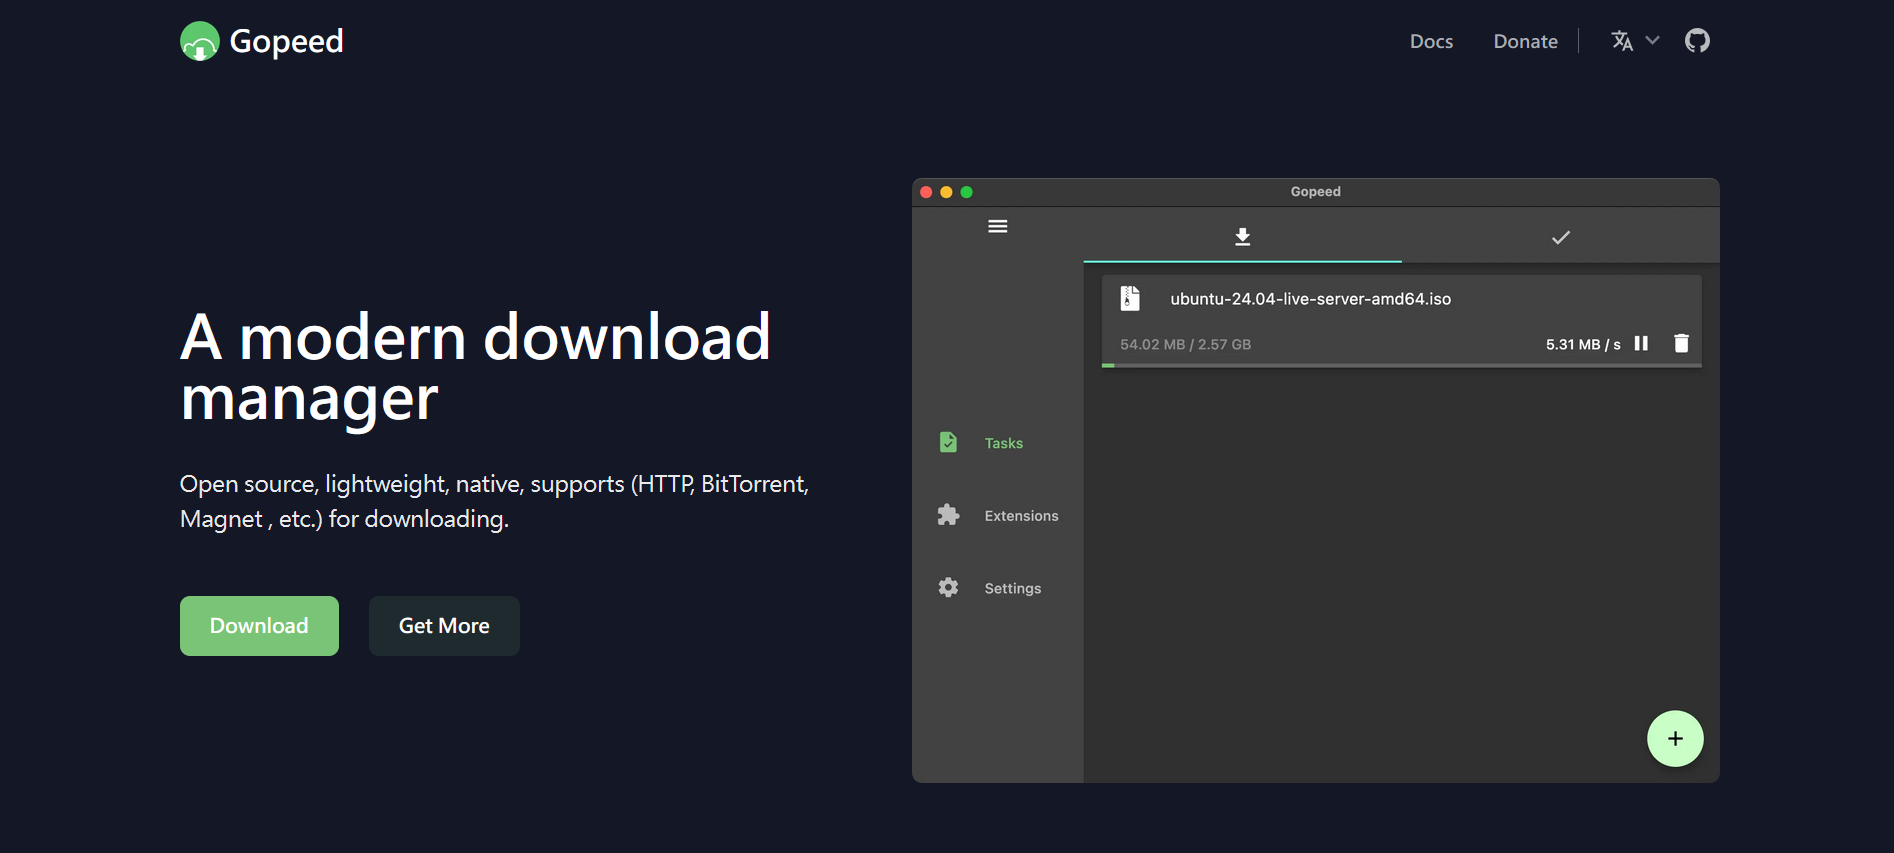 Gopeed
Docs
Donate
A modern download
manager
Open source, lightweight, native, supports (HTTP, BitTorrent,
Magnet , etc.) for downloading.
Download
Get More
Gopeed
ubuntu-24.04-live-server-amd64.iso
54.02 MB / 2.57 GB
5.31 MB / s
Tasks
Extensions
Settings